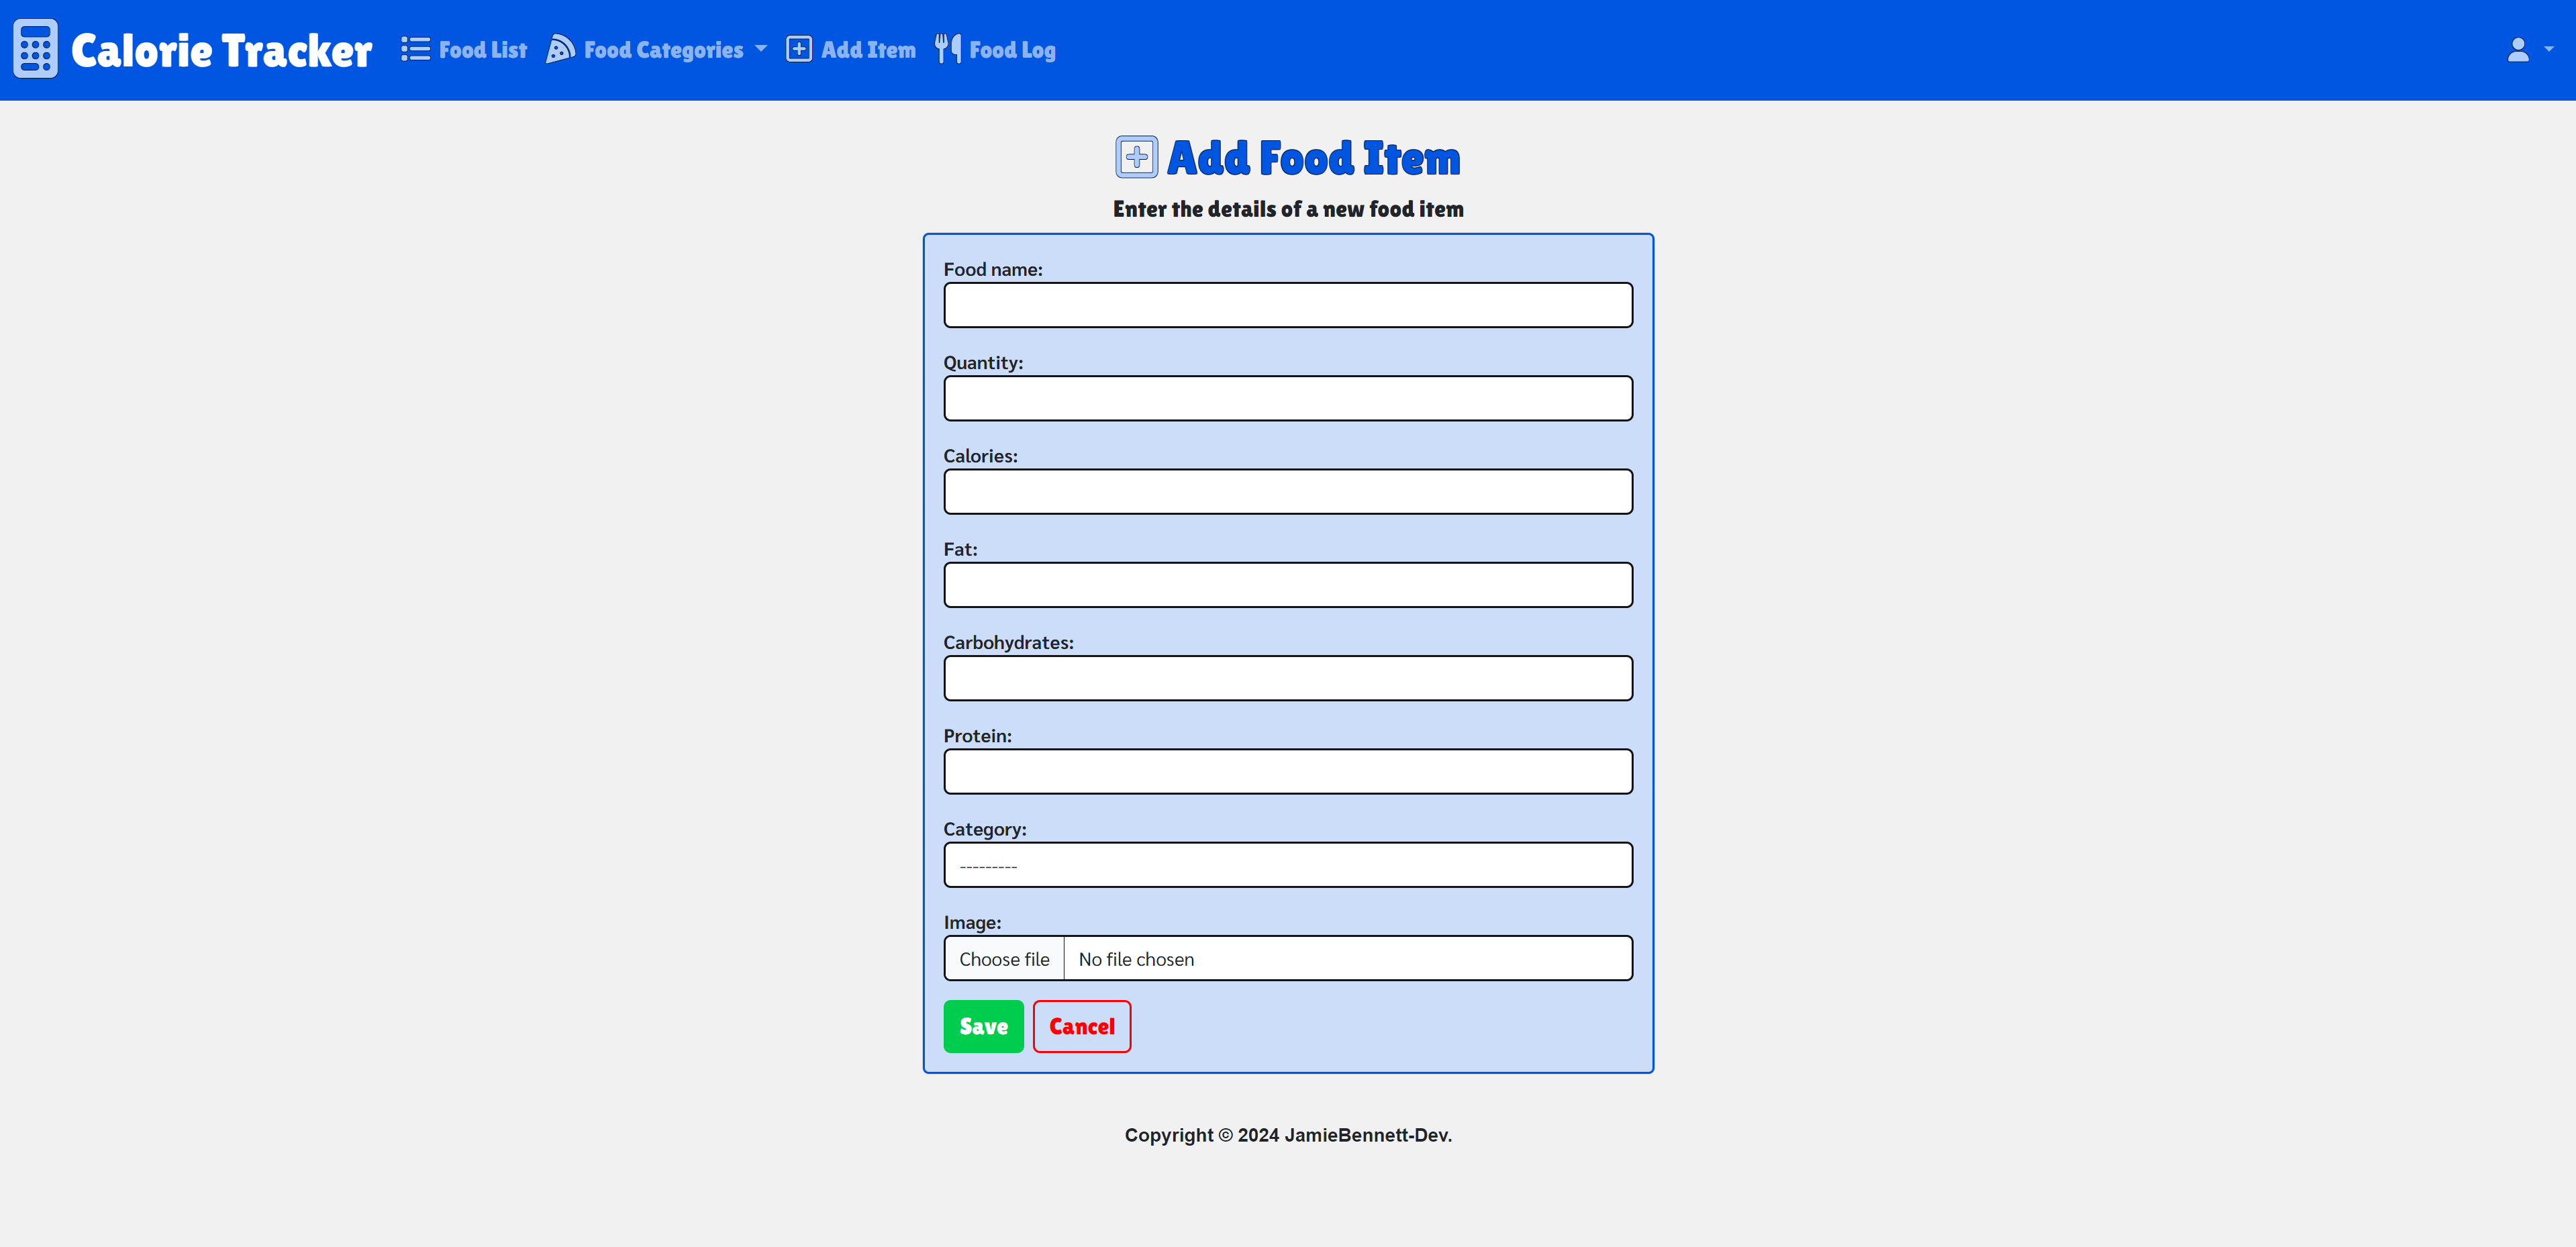 Calorie Tracker Food List Food Categories Add Item Food Log
Add Food Item
Enter the details of a new food item
Food name:
Quantity:
Calories:
Fat:
Carbohydrates:
Protein:
Category:
---------
Image:
Choose file No file chosen
Save Cancel
Copyright © 2024 JamieBennett-Dev.